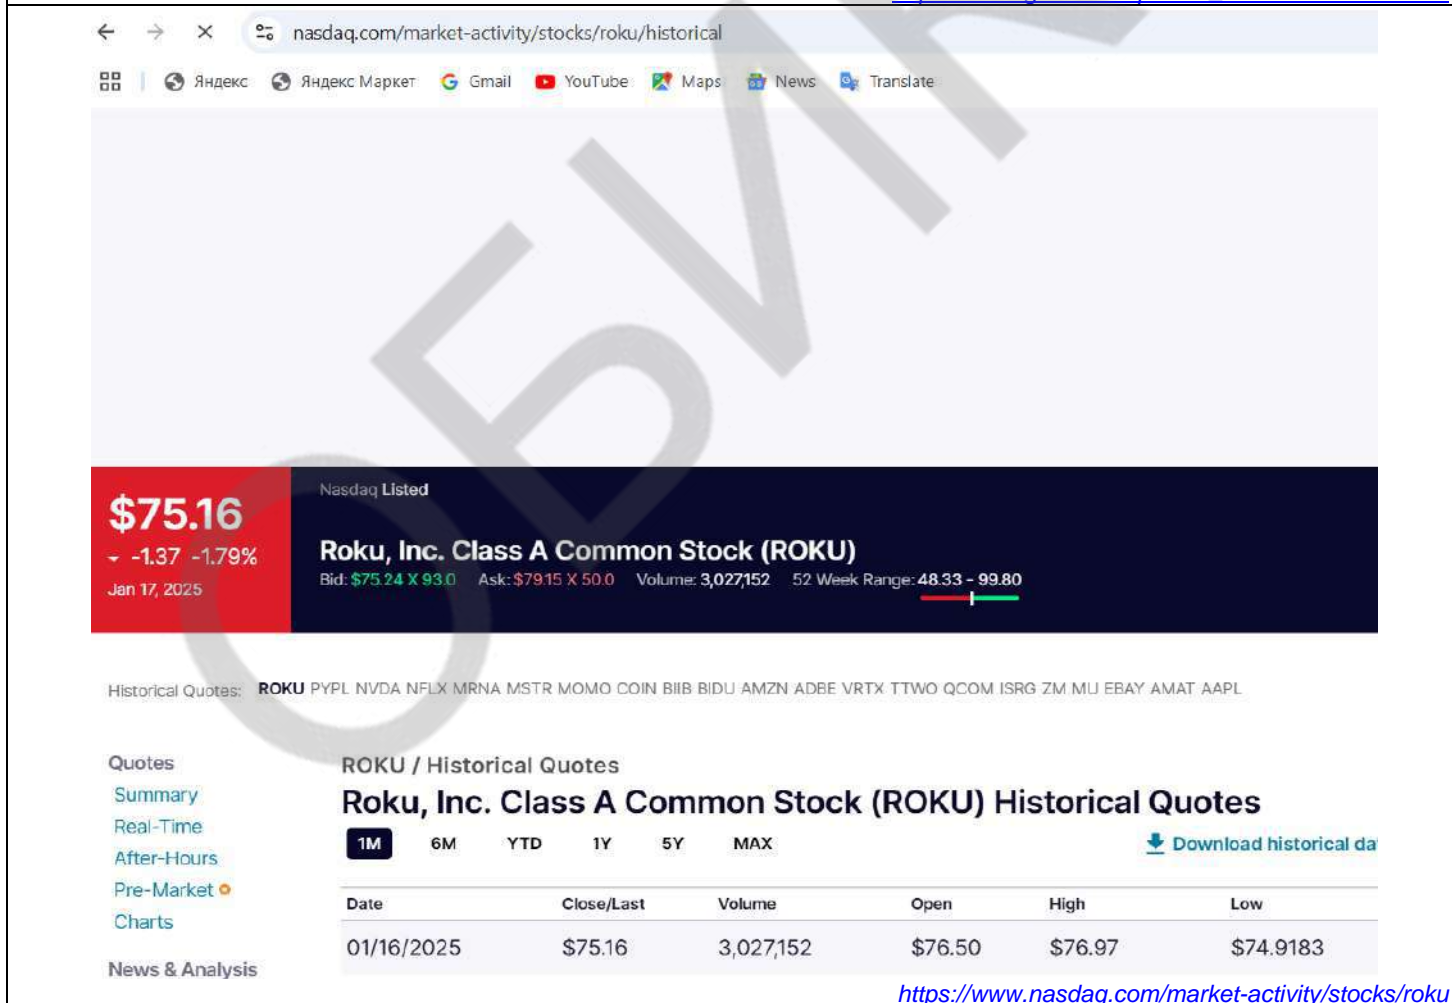 nasdaq.com/market-activity/stocks/roku/historical
Яндекс Яндекс Маркет Gmail YouTube Maps News Translate
ОБИ
$75.16
-1.37 -1.79%
Jan 17, 2025
Nasdaq Listed
Roku, Inc. Class A Common Stock (ROKU)
Bid: $75.24 X 93.0 Ask: $79.15 X 50.0 Volume: 3,027,152 52 Week Range: 48.33 - 99.80
Historical Quotes: ROKU PYPL NVDA NFLX MRNA MSTR MOMO COIN BIIB BIDU AMZN ADBE VRTX TTWO QCOM ISRG ZM MU EBAY AMAT AAPL
Quotes
Summary
Real-Time
After-Hours
Pre-Market
Charts
News & Analysis
ROKU / Historical Quotes
Roku, Inc. Class A Common Stock (ROKU) Historical Quotes
1M 6M YTD 1Y 5Y MAX
Download historical da
Date Close/Last Volume Open High Low
01/16/2025 $75.16 3,027,152 $76.50 $76.97 $74.9183
https://www.nasdaq.com/market-activity/stocks/roku